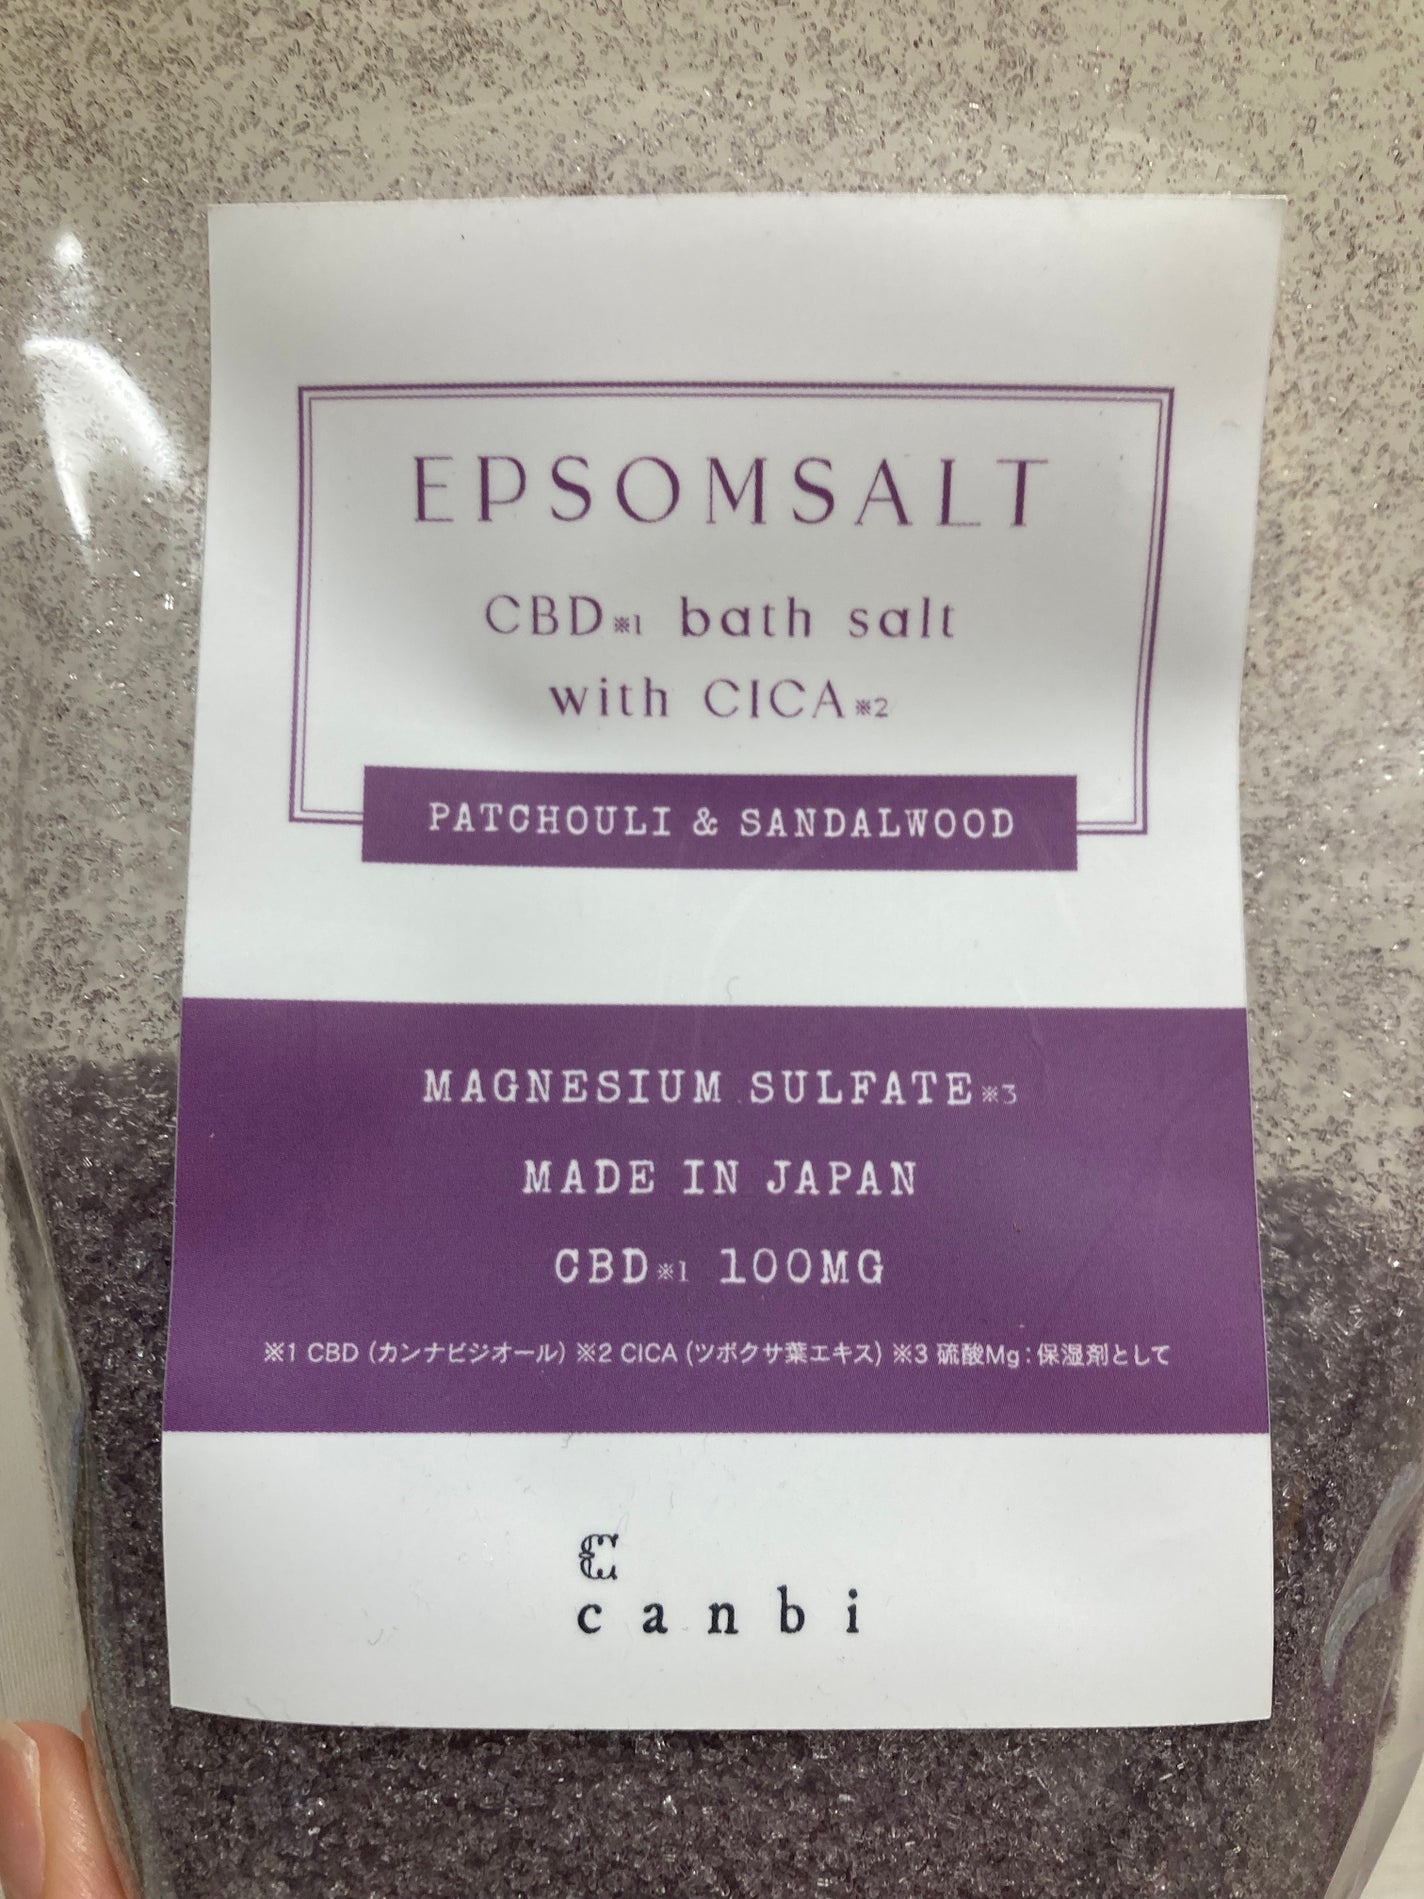 EPSOMSALT
CBD※1 bath salt
with CICA※2
PATCHOULI & SANDALWOOD
MAGNESIUM SULFATE※3
MADE IN JAPAN
CBD※1 100MG
※1 CBD (カンナビジオール) ※2 CICA (ツボクサ葉エキス) ※3 硫酸Mg：保湿剤として
canbi